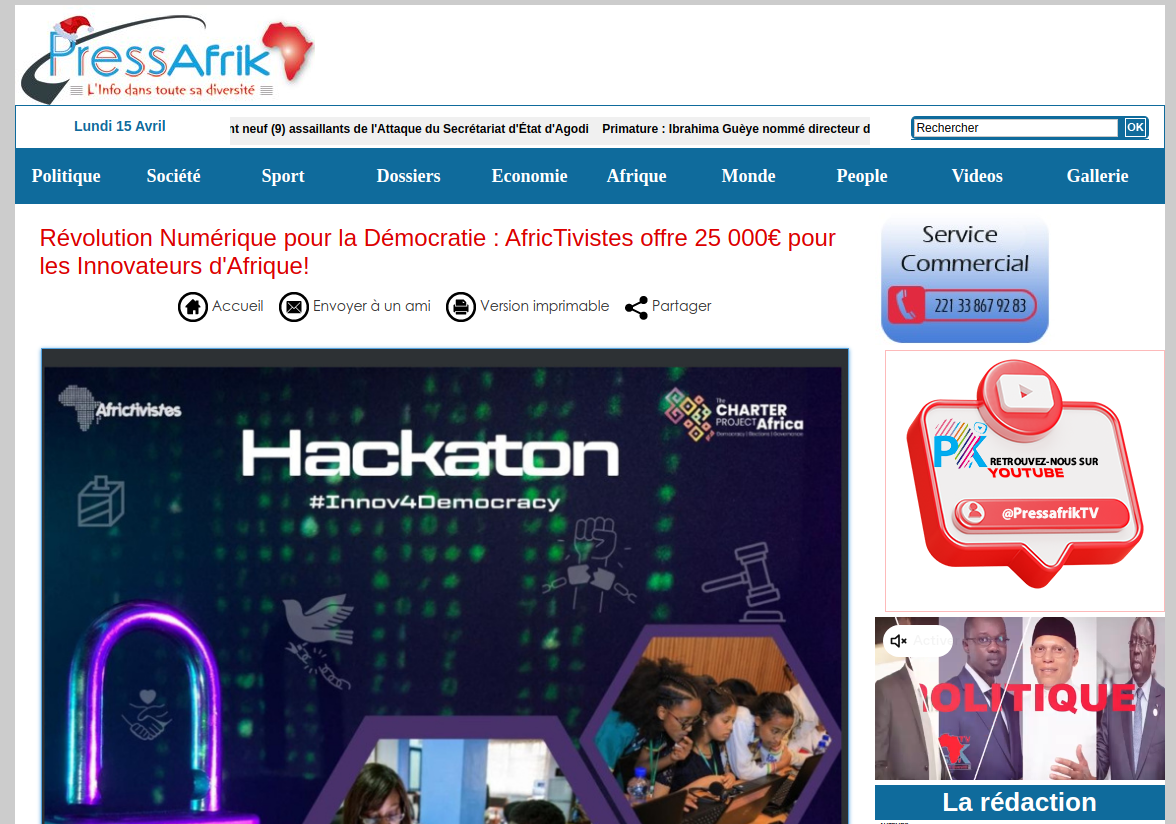 PressAfrik
L'Info dans toute sa diversité
Lundi 15 Avril
nt neuf (9) assaillants de l'Attaque du Secrétariat d'État d'Agodi Primature : Ibrahima Guèye nommé directeur d
Rechercher
OK
Politique Société Sport Dossiers Economie Afrique Monde People Videos Gallerie
Révolution Numérique pour la Démocratie : AfricTivistes offre 25 000€ pour
les Innovateurs d'Afrique!
Accueil Envoyer à un ami Version imprimable Partager
Africtivistes
The
CHARTER
PROJECT Africa
Democracy | Elections | Governance
Hackaton
#Innov4Democracy
Service
Commercial
221 33 867 92 83
RETROUVEZ-NOUS SUR
YOUTUBE
@PressafrikTV
POLITIQUE
La rédaction